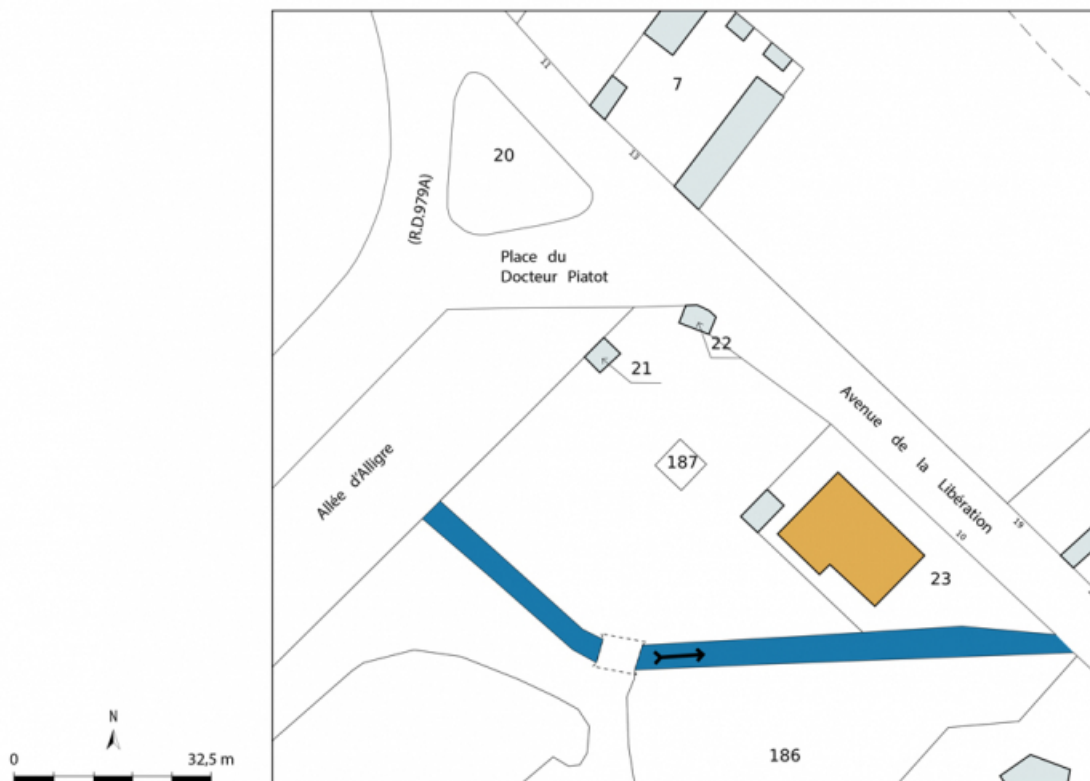 11
7
13
20
(R.D.979A)
Place du
Docteur Piatot
22
21
Avenue de la Libération
187
Allée d'Alligre
19
10
23
N
0 32,5 m
186